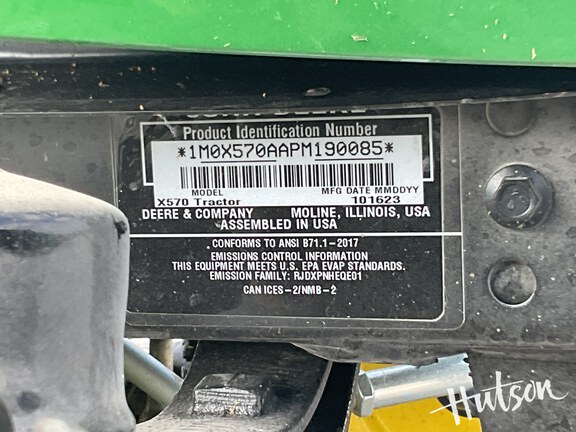 JOHN DEERE
Product Identification Number
*1M0X570AAPM190085*
MODEL MFG DATE MMDDYY
X570 Tractor 101623
DEERE & COMPANY MOLINE, ILLINOIS, USA
ASSEMBLED IN USA
CONFORMS TO ANSI B71.1-2017
EMISSIONS CONTROL INFORMATION
THIS EQUIPMENT MEETS U.S. EPA EVAP STANDARDS.
EMISSION FAMILY: RJDXPNHEQE01
CAN ICES-2/NMB-2
Hutson